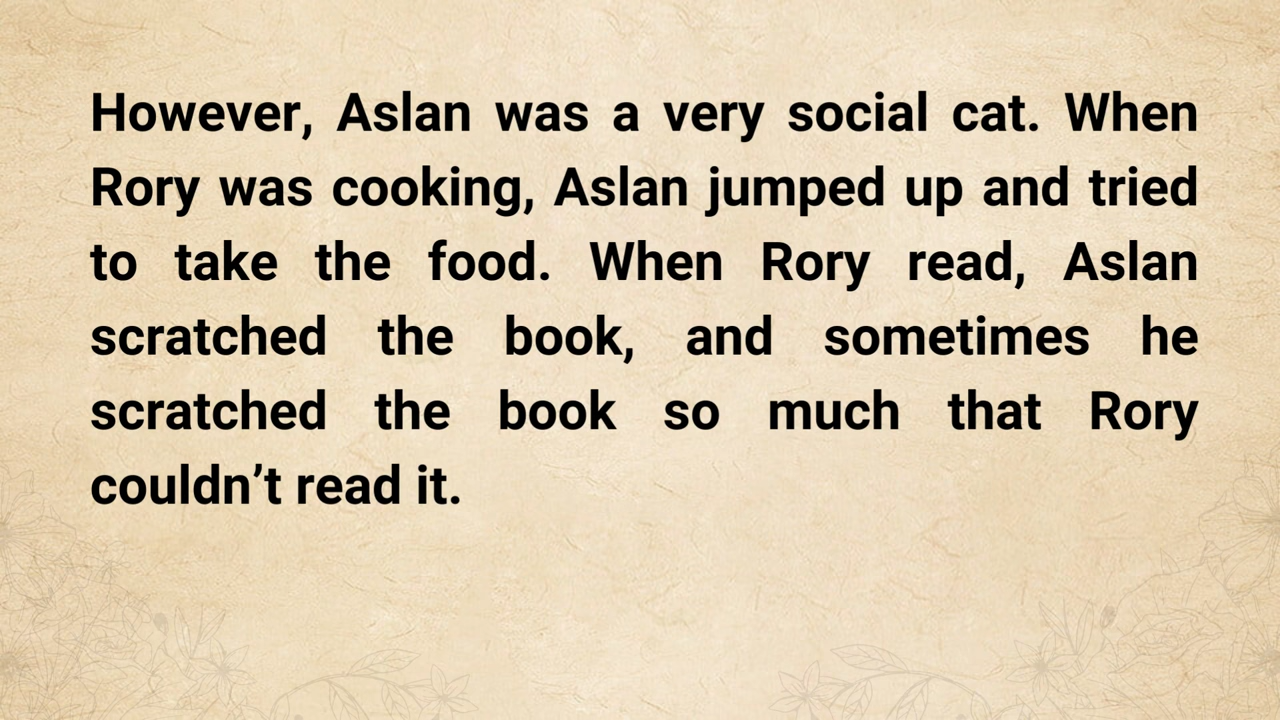 However, Aslan was a very social cat. When
Rory was cooking, Aslan jumped up and tried
to take the food. When Rory read, Aslan
scratched the book, and sometimes he
scratched the book so much that Rory
couldn’t read it.